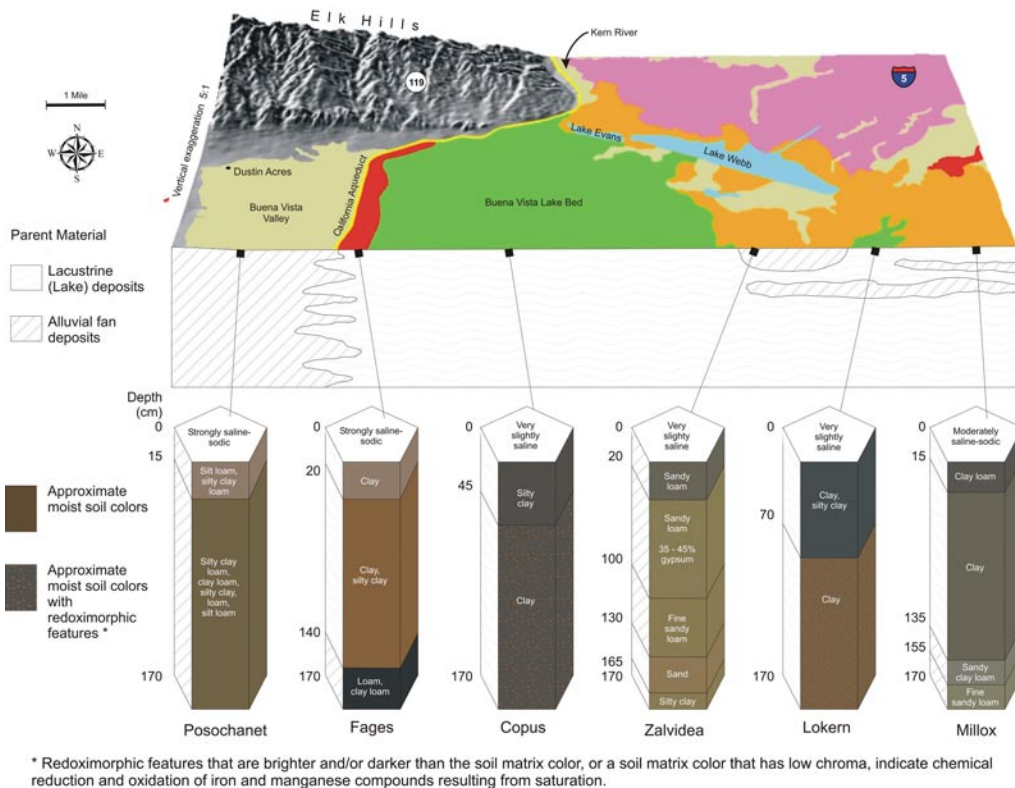 Elk Hills
Kern River
119
5
1 Mile
N
W
E
S
Vertical exaggeration 5:1
Dustin Acres
Buena Vista
Valley
California Aqueduct
Buena Vista Lake Bed
Lake Evans
Lake Webb
Parent Material
Lacustrine
(Lake) deposits
Alluvial fan
deposits
Depth
(cm)
Approximate
moist soil colors
Approximate
moist soil colors
with
redoximorphic
features *
0
15
170
Strongly saline-
sodic
Silt loam,
silty clay
loam
Silty clay
loam,
clay loam,
silty clay,
loam,
silt loam
Posochanet
0
20
140
170
Strongly saline-
sodic
Clay
Clay,
silty clay
Loam,
clay loam
Fages
0
45
170
Very
slightly
saline
Silty
clay
Clay
Copus
0
20
100
130
165
170
Very
slighty
saline
Sandy
loam
Sandy
loam
35 - 45%
gypsum
Fine
sandy
loam
Sand
Silty clay
Zalvidea
0
70
170
Very
slightly
saline
Clay,
silty clay
Clay
Lokern
0
15
135
155
170
Moderately
saline-sodic
Clay loam
Clay
Sandy
clay loam
Fine
sandy loam
Millox
* Redoximorphic features that are brighter and/or darker than the soil matrix color, or a soil matrix color that has low chroma, indicate chemical
reduction and oxidation of iron and manganese compounds resulting from saturation.